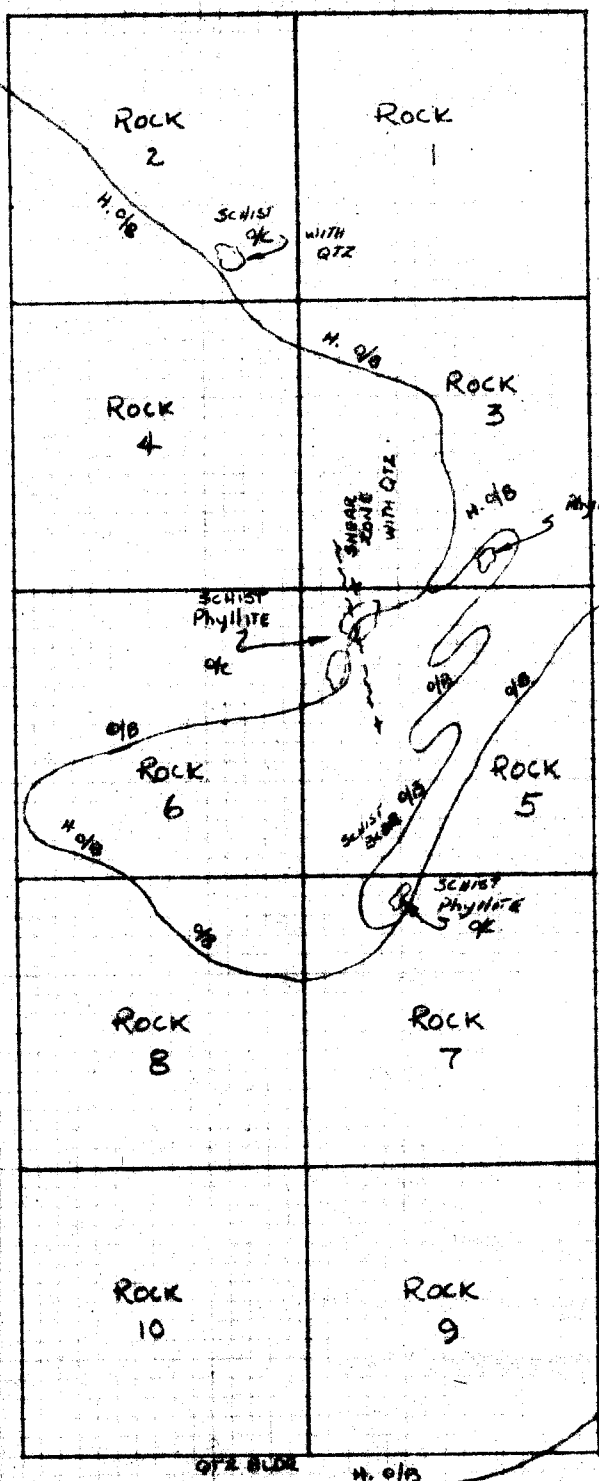 ROCK
2
ROCK
1
H. O/B
SCHIST
O/C
WITH
QTZ
H. O/B
ROCK
3
ROCK
4
SHEAR
ZONE
WITH QTZ.
H. O/B
SCHIST
PhylliTE
O/C
O/B
O/B
O/B
ROCK
6
ROCK
5
H O/B
SCHIST
O/B
SCHIST
PhylliTE
O/C
O/B
ROCK
8
ROCK
7
ROCK
10
ROCK
9
QTZ BLDR
H. O/B